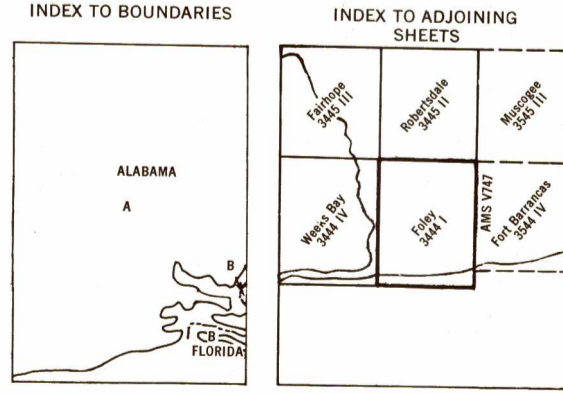 INDEX TO BOUNDARIES
ALABAMA
A
B
B
FLORIDA
INDEX TO ADJOINING
SHEETS
Fairhope
3445 III
Robertsdale
3445 II
Muscogee
3545 III
Weeks Bay
3444 IV
Foley
3444 I
AMS V747
Fort Barrancas
3544 IV